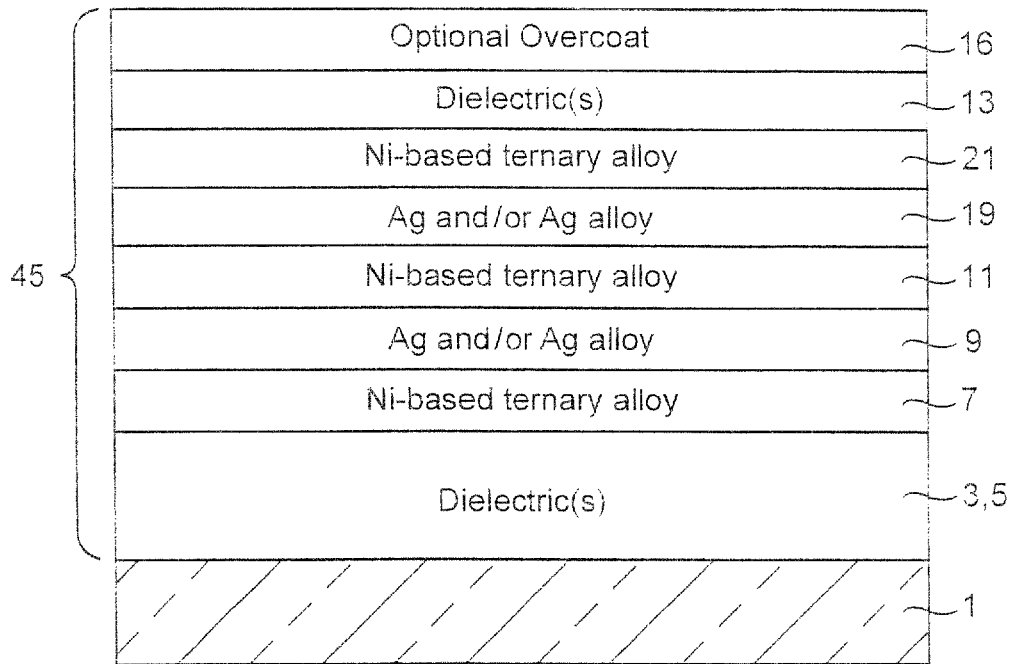 Optional Overcoat 16
Dielectric(s) 13
Ni-based ternary alloy 21
Ag and/or Ag alloy 19
45
Ni-based ternary alloy 11
Ag and/or Ag alloy 9
Ni-based ternary alloy 7
Dielectric(s) 3,5
1